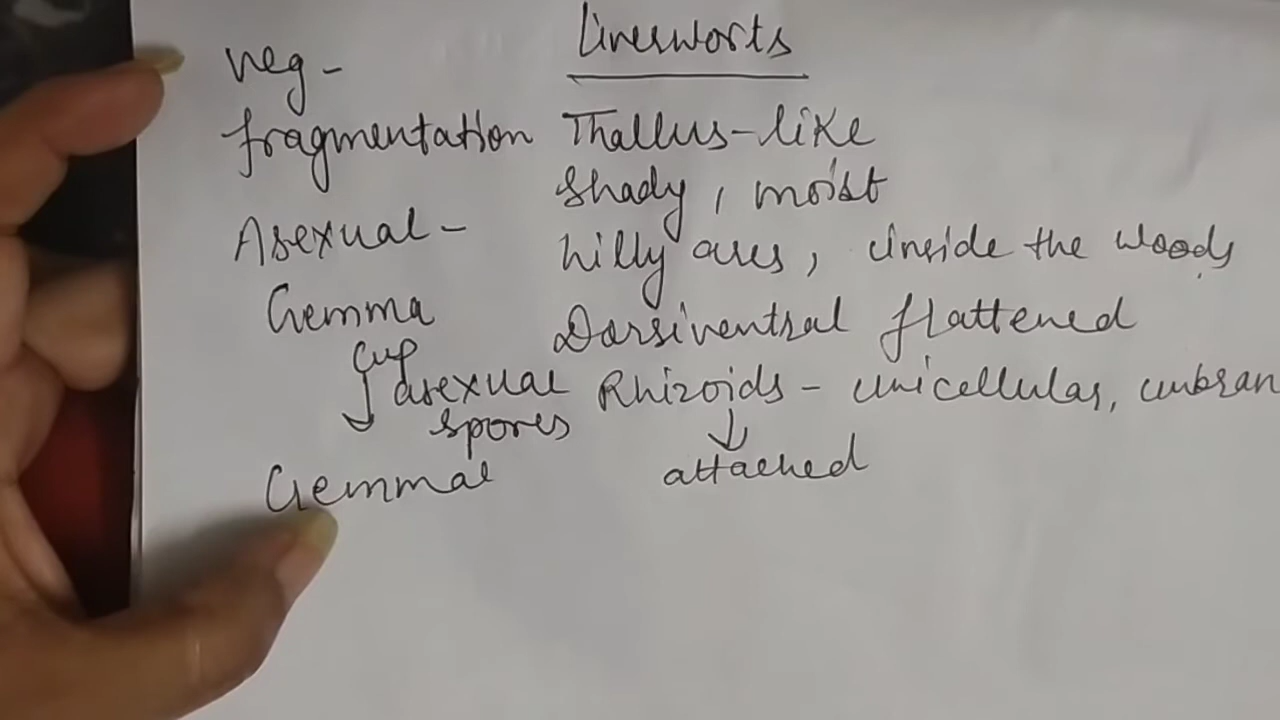 Liverworts
veg-
fragmentation
Asexual-
Gemma
cup
asexual
spores
Gemmae
Thallus-like
Shady, moist
hilly ares, inside the woods
Dorsiventral flattened
Rhizoids - unicellular, unbran
attached